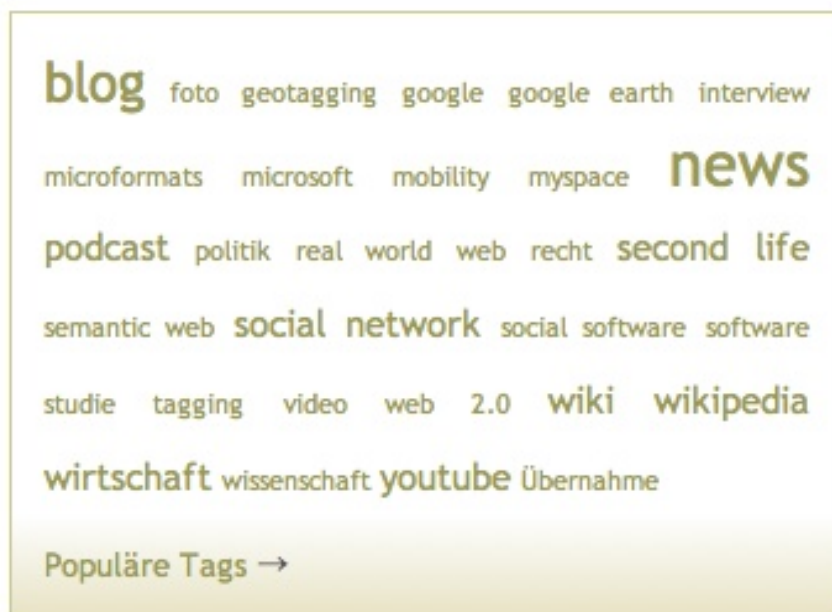 blog foto geotagging google google earth interview
microformats microsoft mobility myspace news
podcast politik real world web recht second life
semantic web social network social software software
studie tagging video web 2.0 wiki wikipedia
wirtschaft wissenschaft youtube Übernahme
Populäre Tags →